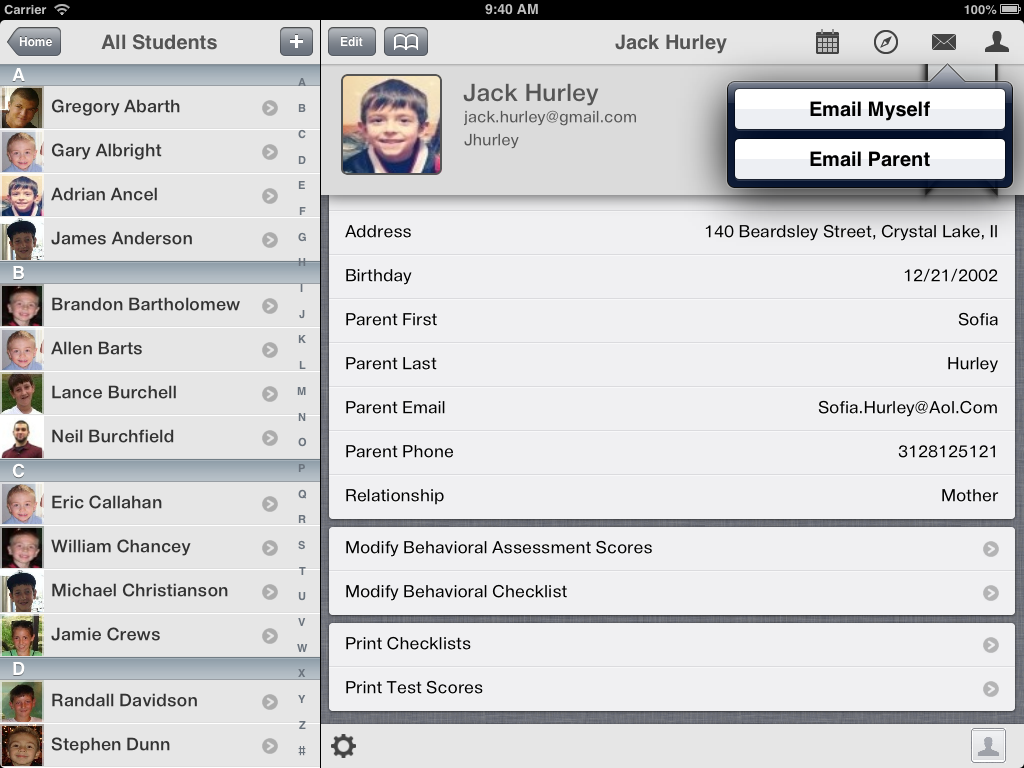 Carrier 9:40 AM 100%
Home All Students +
A
Gregory Abarth
Gary Albright
Adrian Ancel
James Anderson
B
Brandon Bartholomew
Allen Barts
Lance Burchell
Neil Burchfield
C
Eric Callahan
William Chancey
Michael Christianson
Jamie Crews
D
Randall Davidson
Stephen Dunn
A
B
C
D
E
F
G
H
I
J
K
L
M
N
O
P
Q
R
S
T
U
V
W
X
Y
Z
#
Edit Jack Hurley
Jack Hurley
jack.hurley@gmail.com
Jhurley
Email Myself
Email Parent
Address 140 Beardsley Street, Crystal Lake, Il
Birthday 12/21/2002
Parent First Sofia
Parent Last Hurley
Parent Email Sofia.Hurley@Aol.Com
Parent Phone 3128125121
Relationship Mother
Modify Behavioral Assessment Scores
Modify Behavioral Checklist
Print Checklists
Print Test Scores